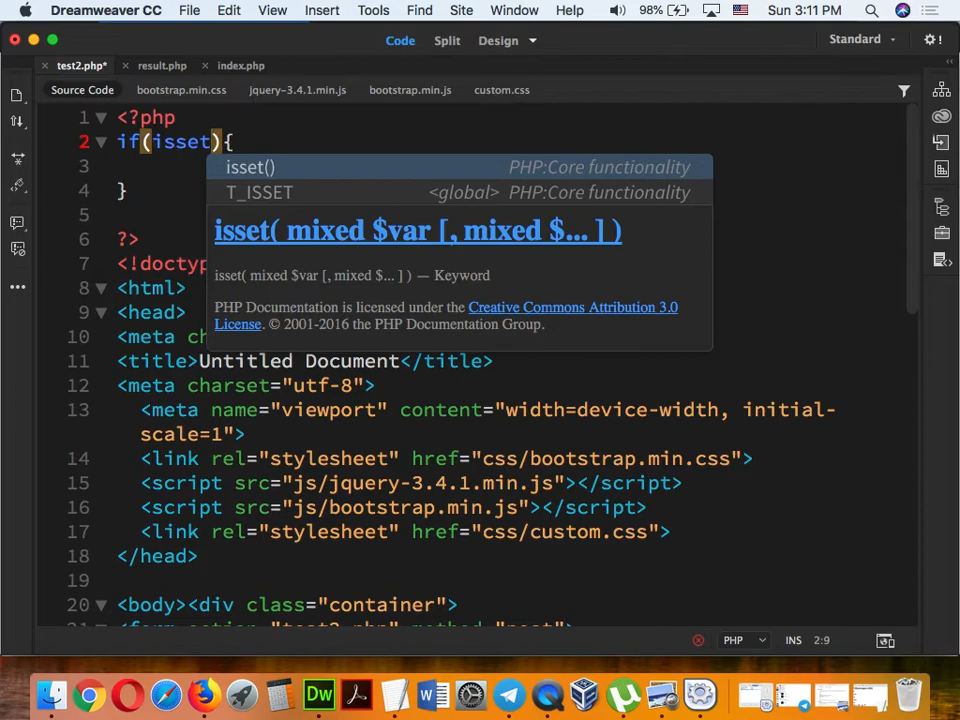 Dreamweaver CC File Edit View Insert Tools Find Site Window Help 98% Sun 3:11 PM
Code Split Design Standard
test2.php* result.php index.php
Source Code bootstrap.min.css jquery-3.4.1.min.js bootstrap.min.js custom.css
1 <?php
2 if(isset){
3
4 }
5
6 ?>
7 <!doctyp
8 <html>
9 <head>
10 <meta ch
11 <title>Untitled Document</title>
12 <meta charset="utf-8">
13 <meta name="viewport" content="width=device-width, initial-
scale=1">
14 <link rel="stylesheet" href="css/bootstrap.min.css">
15 <script src="js/jquery-3.4.1.min.js"></script>
16 <script src="js/bootstrap.min.js"></script>
17 <link rel="stylesheet" href="css/custom.css">
18 </head>
19
20 <body><div class="container">
21 <form action="test2.php" method="post">
isset() PHP:Core functionality
T_ISSET <global> PHP:Core functionality
isset( mixed $var [, mixed $... ] )
isset( mixed $var [, mixed $... ] ) — Keyword
PHP Documentation is licensed under the Creative Commons Attribution 3.0
License. © 2001-2016 the PHP Documentation Group.
PHP INS 2:9
Dw